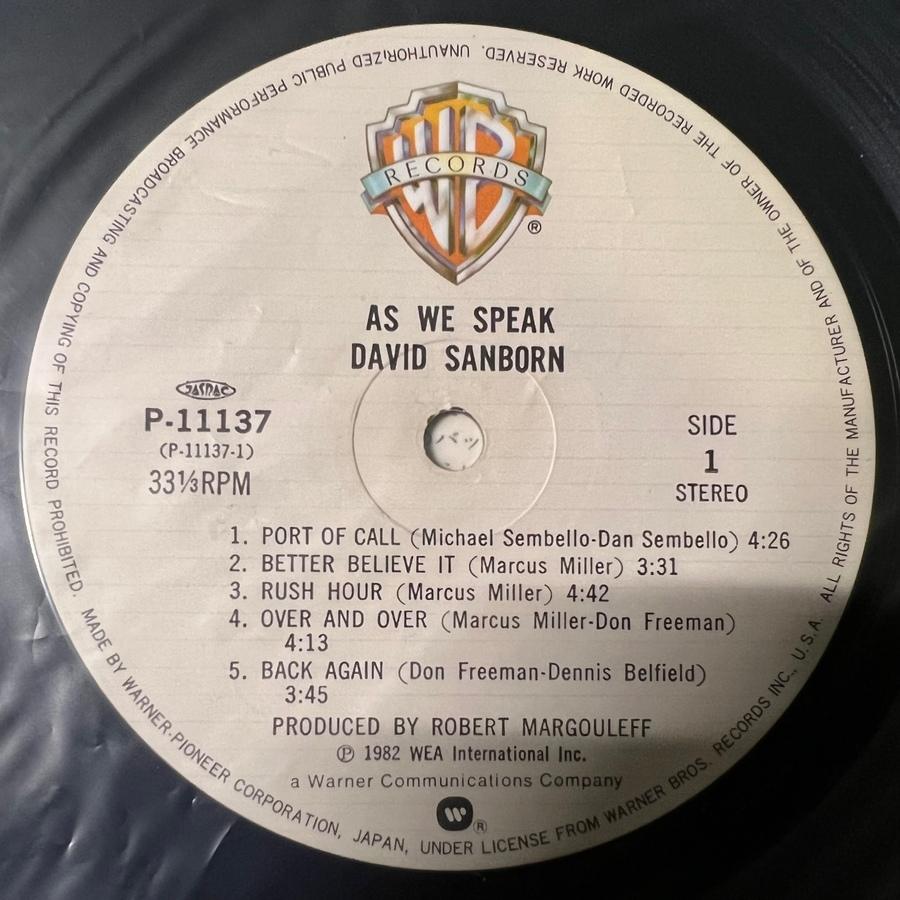 WB
RECORDS
®
AS WE SPEAK
DAVID SANBORN
JASRAC
P-11137
(P-11137-1)
33⅓RPM
SIDE
1
STEREO
バッ
1. PORT OF CALL (Michael Sembello-Dan Sembello) 4:26
2. BETTER BELIEVE IT (Marcus Miller) 3:31
3. RUSH HOUR (Marcus Miller) 4:42
4. OVER AND OVER (Marcus Miller-Don Freeman)
4:13
5. BACK AGAIN (Don Freeman-Dennis Belfield)
3:45
PRODUCED BY ROBERT MARGOULEFF
℗ 1982 WEA International Inc.
a Warner Communications Company
®
MADE BY WARNER-PIONEER CORPORATION, JAPAN, UNDER LICENSE FROM WARNER BROS. RECORDS INC., U.S.A. ALL RIGHTS OF THE MANUFACTURER AND OF THE OWNER OF THE RECORDED WORK RESERVED. UNAUTHORIZED PUBLIC PERFORMANCE BROADCASTING AND COPYING OF THIS RECORD PROHIBITED.